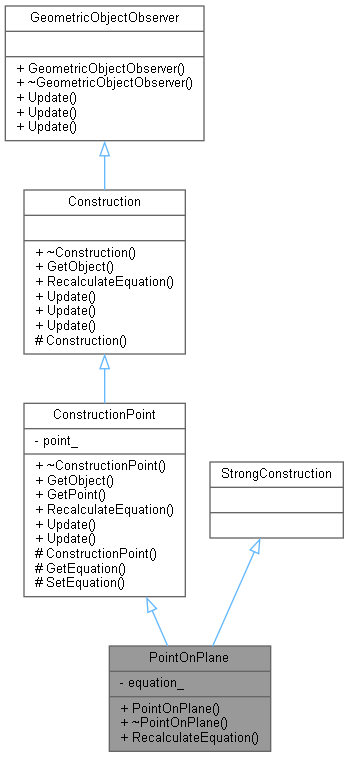 GeometricObjectObserver
+ GeometricObjectObserver()
+ ~GeometricObjectObserver()
+ Update()
+ Update()
+ Update()
Construction
+ ~Construction()
+ GetObject()
+ RecalculateEquation()
+ Update()
+ Update()
+ Update()
# Construction()
ConstructionPoint
- point_
+ ~ConstructionPoint()
+ GetObject()
+ GetPoint()
+ RecalculateEquation()
+ Update()
+ Update()
# ConstructionPoint()
# GetEquation()
# SetEquation()
StrongConstruction
PointOnPlane
- equation_
+ PointOnPlane()
+ ~PointOnPlane()
+ RecalculateEquation()